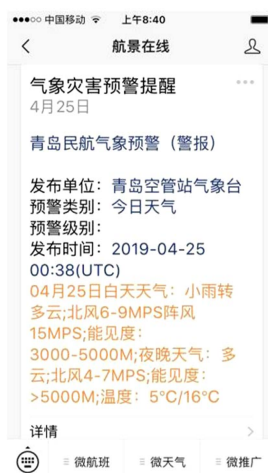 中国移动 上午8:40
航景在线
气象灾害预警提醒
4月25日
青岛民航气象预警（警报）
发布单位：青岛空管站气象台
预警类别：今日天气
预警级别：
发布时间：2019-04-25
00:38(UTC)
04月25日白天天气：小雨转
多云;北风6-9MPS阵风
15MPS;能见度：
3000-5000M;夜晚天气：多
云;北风4-7MPS;能见度：
>5000M;温度：5℃/16℃
详情
微航班 微天气 微推广